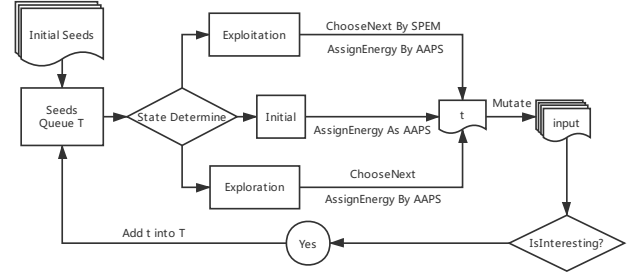 Initial Seeds
Exploitation
ChooseNext By SPEM
AssignEnergy By AAPS
Seeds
Queue T
State Determine
Initial
AssignEnergy As AAPS
t
Mutate
input
Exploration
ChooseNext
AssignEnergy By AAPS
Add t into T
Yes
IsInteresting?